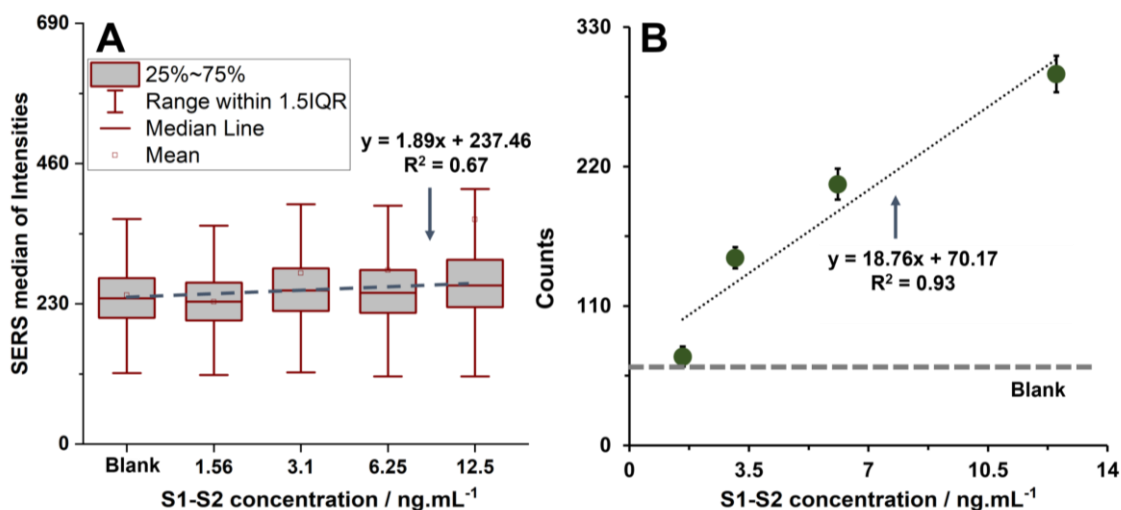 A
690
460
230
0
SERS median of Intensities
25%~75%
Range within 1.5IQR
Median Line
Mean
y = 1.89x + 237.46
R² = 0.67
Blank 1.56 3.1 6.25 12.5
S1-S2 concentration / ng.mL⁻¹
B
330
220
110
0
Counts
y = 18.76x + 70.17
R² = 0.93
Blank
0 3.5 7 10.5 14
S1-S2 concentration / ng.mL⁻¹